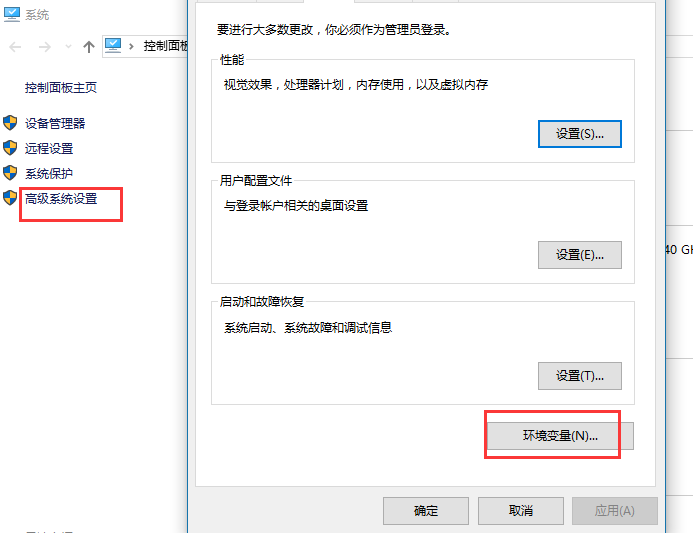 系统
控制面板
控制面板主页
设备管理器
远程设置
系统保护
高级系统设置
要进行大多数更改，你必须作为管理员登录。
性能
视觉效果，处理器计划，内存使用，以及虚拟内存
设置(S)...
用户配置文件
与登录帐户相关的桌面设置
设置(E)...
启动和故障恢复
系统启动、系统故障和调试信息
设置(T)...
环境变量(N)...
确定
取消
应用(A)
40 GH